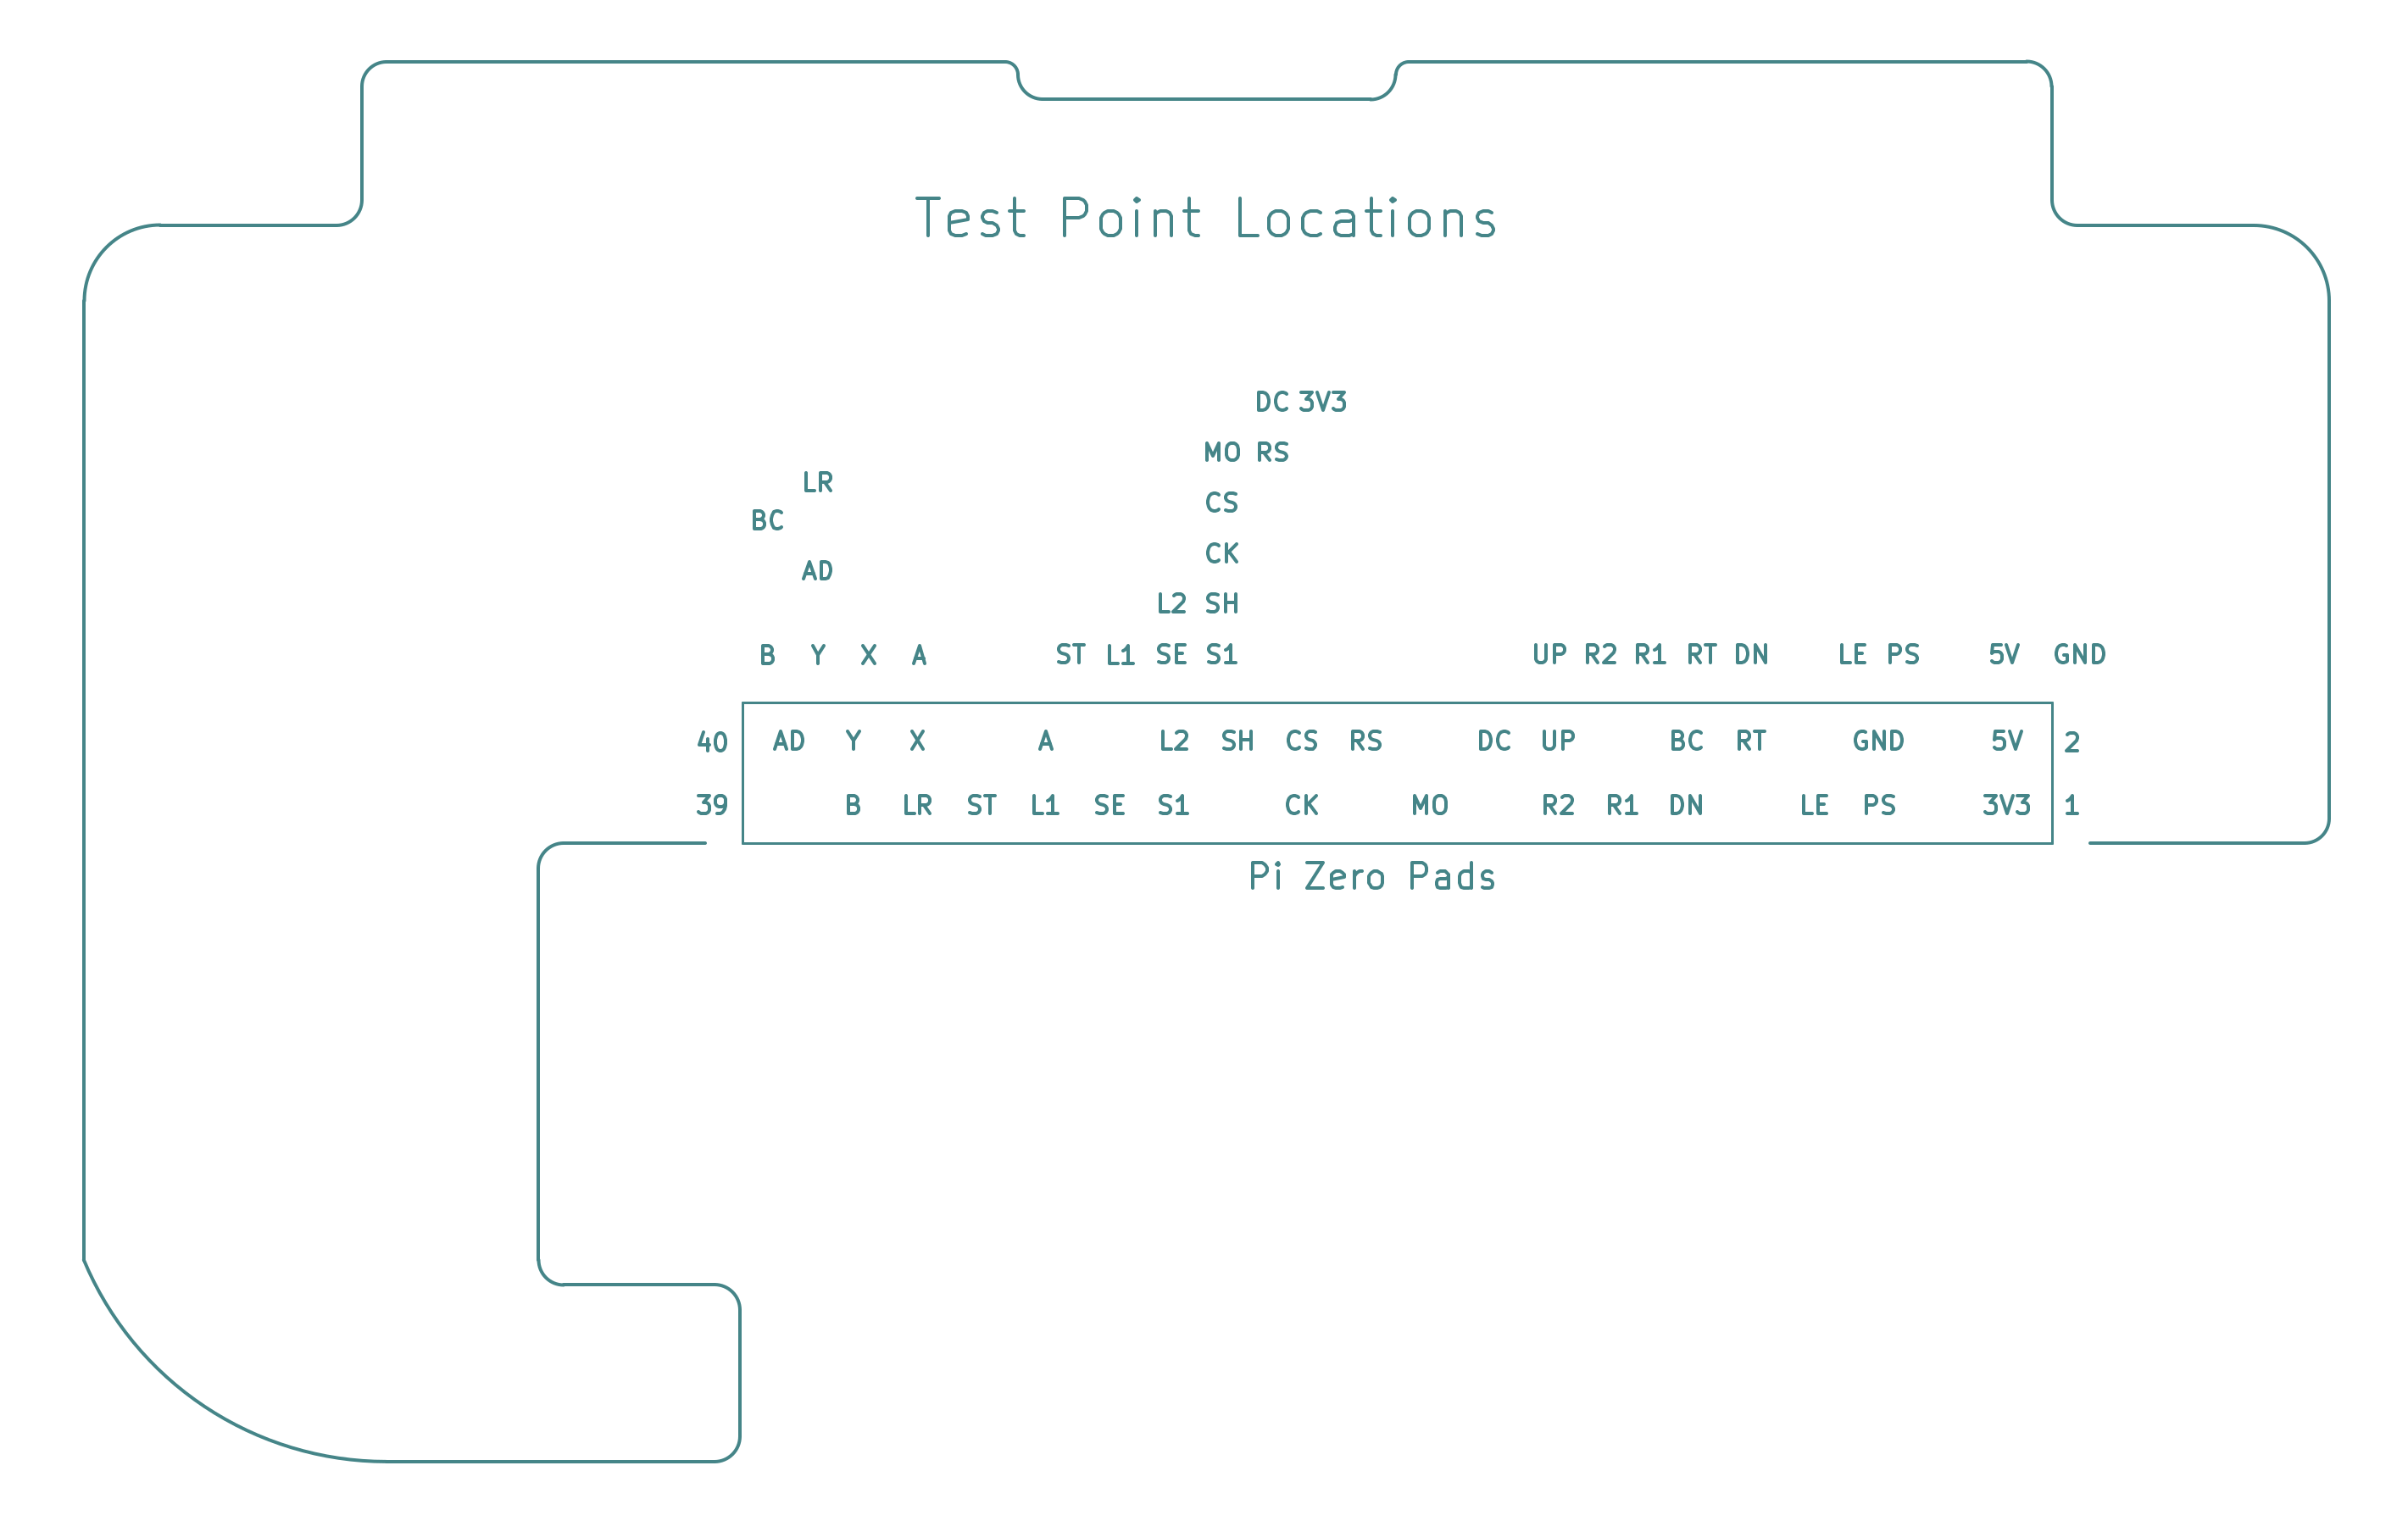 Test Point Locations
DC 3V3
MO RS
LR
CS
BC
CK
AD
L2 SH
B Y X A ST L1 SE S1 UP R2 R1 RT DN LE PS 5V GND
40 AD Y X A L2 SH CS RS DC UP BC RT GND 5V 2
39 B LR ST L1 SE S1 CK MO R2 R1 DN LE PS 3V3 1
Pi Zero Pads